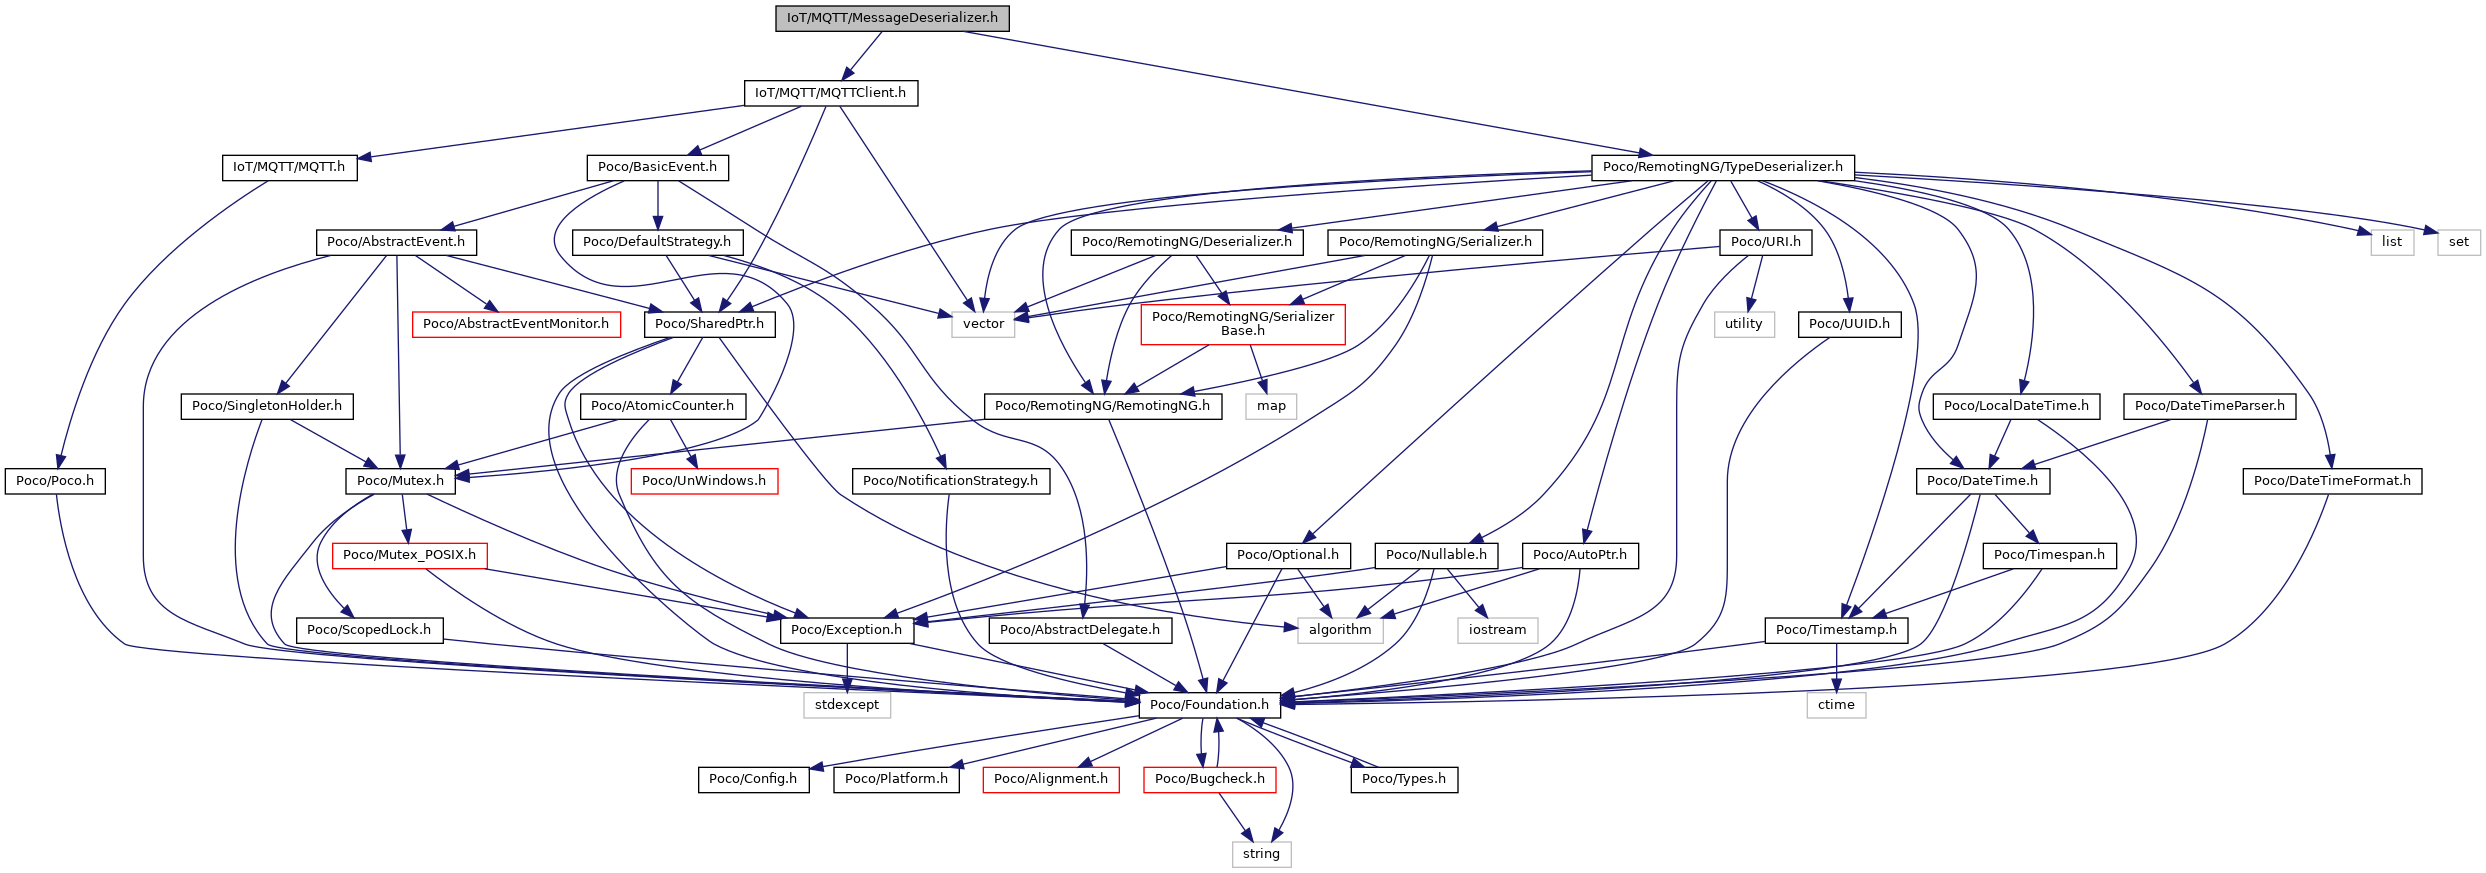 IoT/MQTT/MessageDeserializer.h
IoT/MQTT/MQTTClient.h
IoT/MQTT/MQTT.h
Poco/BasicEvent.h
Poco/RemotingNG/TypeDeserializer.h
Poco/AbstractEvent.h
Poco/DefaultStrategy.h
Poco/RemotingNG/Deserializer.h
Poco/RemotingNG/Serializer.h
Poco/URI.h
list
set
Poco/AbstractEventMonitor.h
Poco/SharedPtr.h
vector
Poco/RemotingNG/Serializer
Base.h
utility
Poco/UUID.h
Poco/SingletonHolder.h
Poco/AtomicCounter.h
Poco/RemotingNG/RemotingNG.h
map
Poco/LocalDateTime.h
Poco/DateTimeParser.h
Poco/Poco.h
Poco/Mutex.h
Poco/UnWindows.h
Poco/NotificationStrategy.h
Poco/DateTime.h
Poco/DateTimeFormat.h
Poco/Mutex_POSIX.h
Poco/Optional.h
Poco/Nullable.h
Poco/AutoPtr.h
Poco/Timespan.h
Poco/ScopedLock.h
Poco/Exception.h
Poco/AbstractDelegate.h
algorithm
iostream
Poco/Timestamp.h
stdexcept
Poco/Foundation.h
ctime
Poco/Config.h
Poco/Platform.h
Poco/Alignment.h
Poco/Bugcheck.h
Poco/Types.h
string